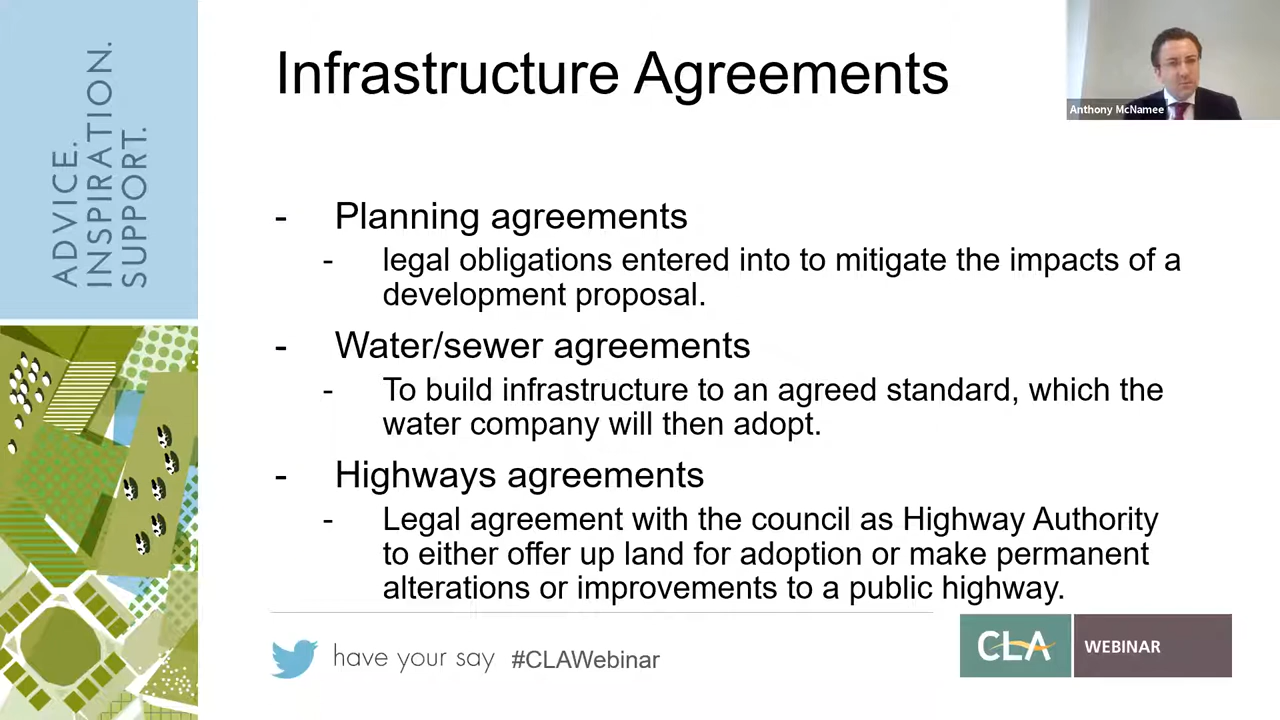 ADVICE.
INSPIRATION.
SUPPORT.
Infrastructure Agreements
Anthony McNamee
- Planning agreements
- legal obligations entered into to mitigate the impacts of a
development proposal.
- Water/sewer agreements
- To build infrastructure to an agreed standard, which the
water company will then adopt.
- Highways agreements
- Legal agreement with the council as Highway Authority
to either offer up land for adoption or make permanent
alterations or improvements to a public highway.
have your say #CLAWebinar
CLA WEBINAR